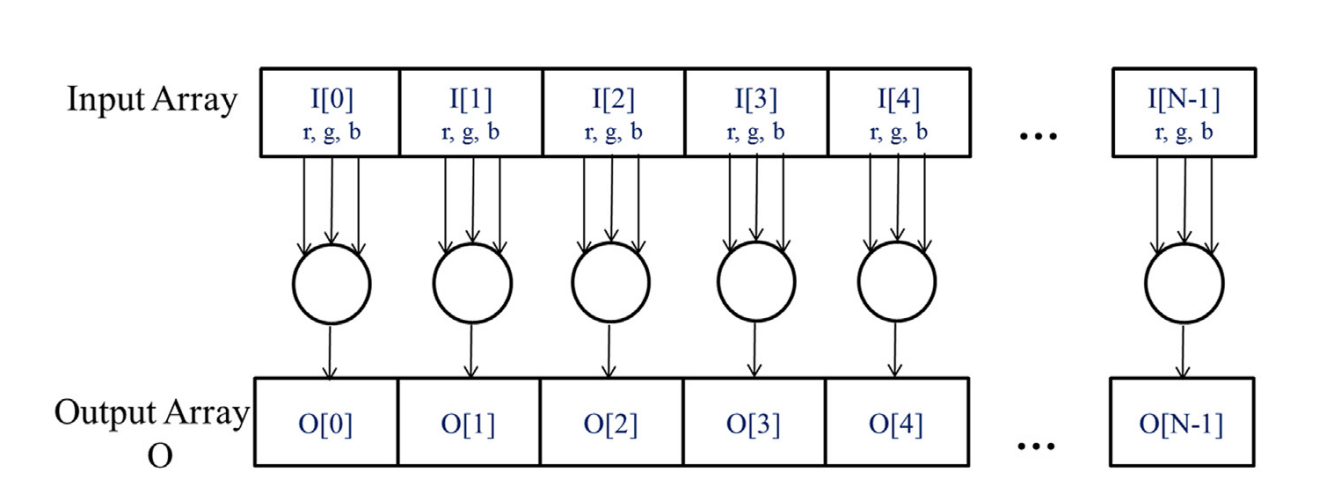 Input Array
I[0] I[1] I[2] I[3] I[4] ... I[N-1]
r, g, b r, g, b r, g, b r, g, b r, g, b r, g, b
Output Array
O
O[0] O[1] O[2] O[3] O[4] ... O[N-1]